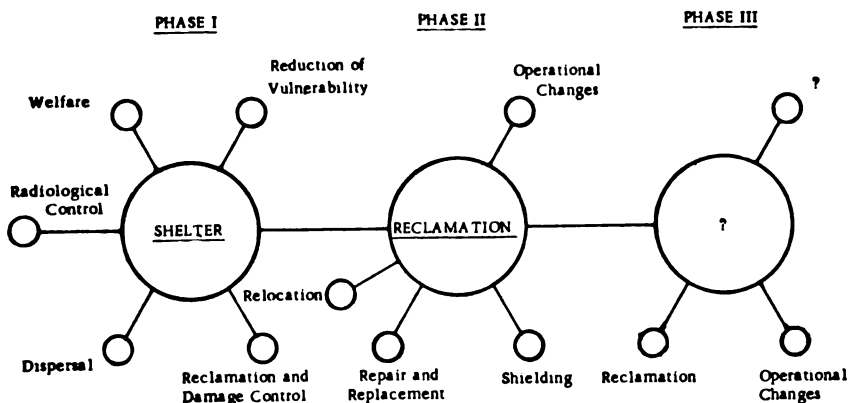 PHASE I
PHASE II
PHASE III
Reduction of
Vulnerability
Welfare
Radiological
Control
SHELTER
Dispersal
Reclamation and
Damage Control
Operational
Changes
RECLAMATION
Relocation
Repair and
Replacement
Shielding
?
?
Reclamation
Operational
Changes